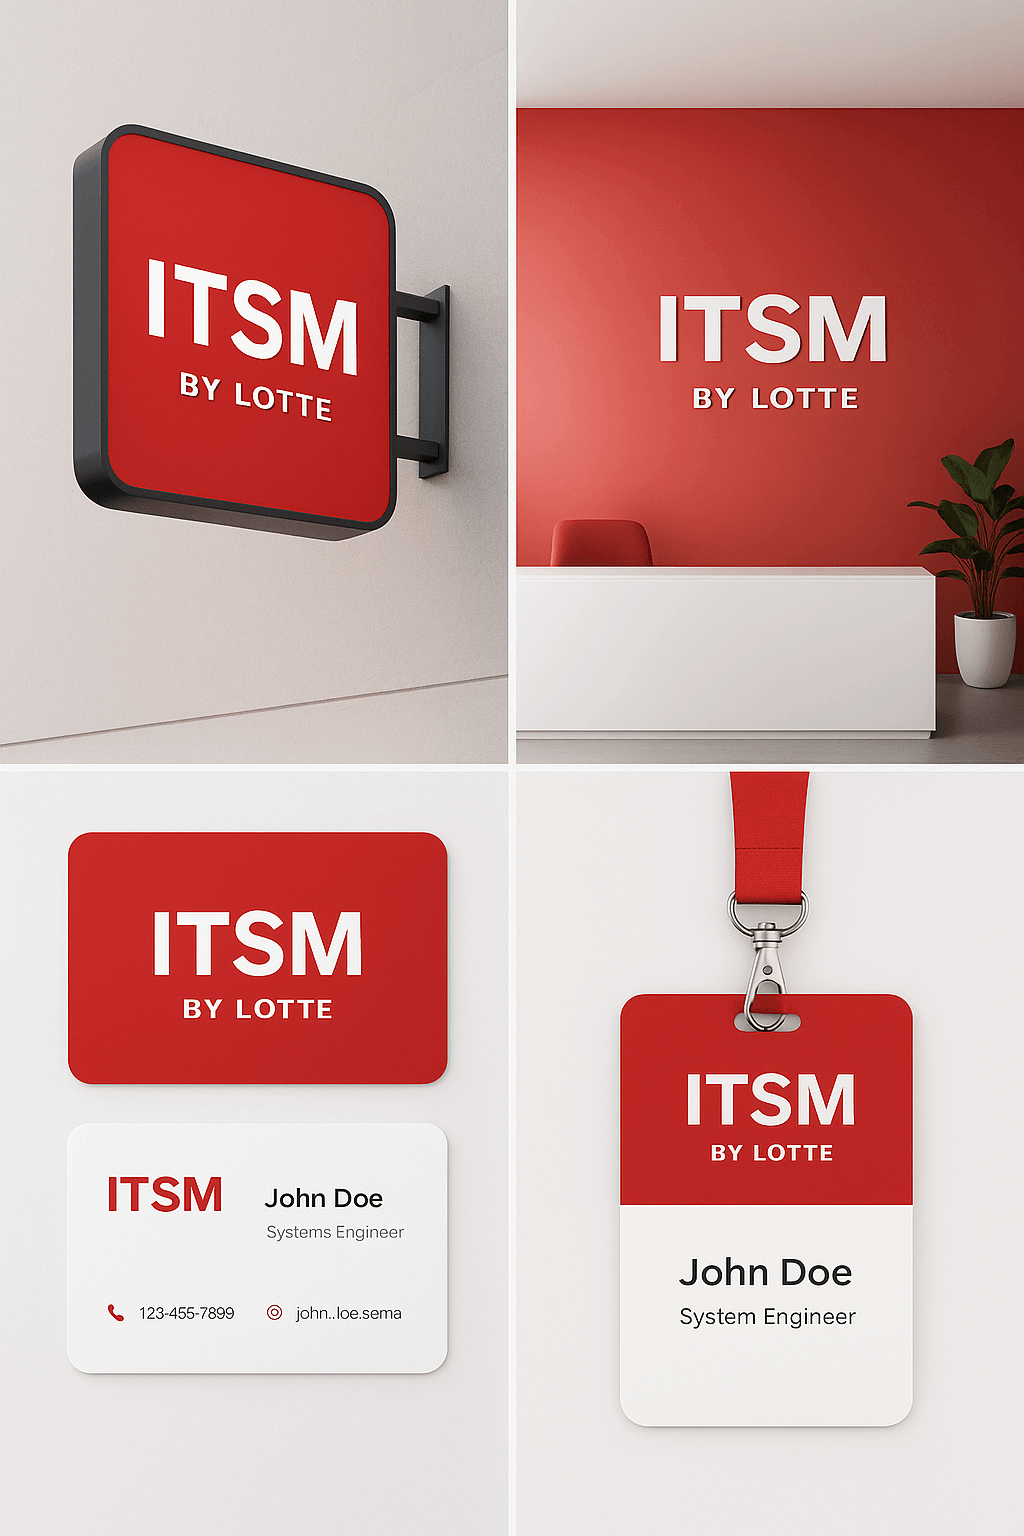 ITSM
BY LOTTE
ITSM
BY LOTTE
ITSM
BY LOTTE
ITSM
John Doe
Systems Engineer
123-455-7899
john..loe.sema
ITSM
BY LOTTE
John Doe
System Engineer